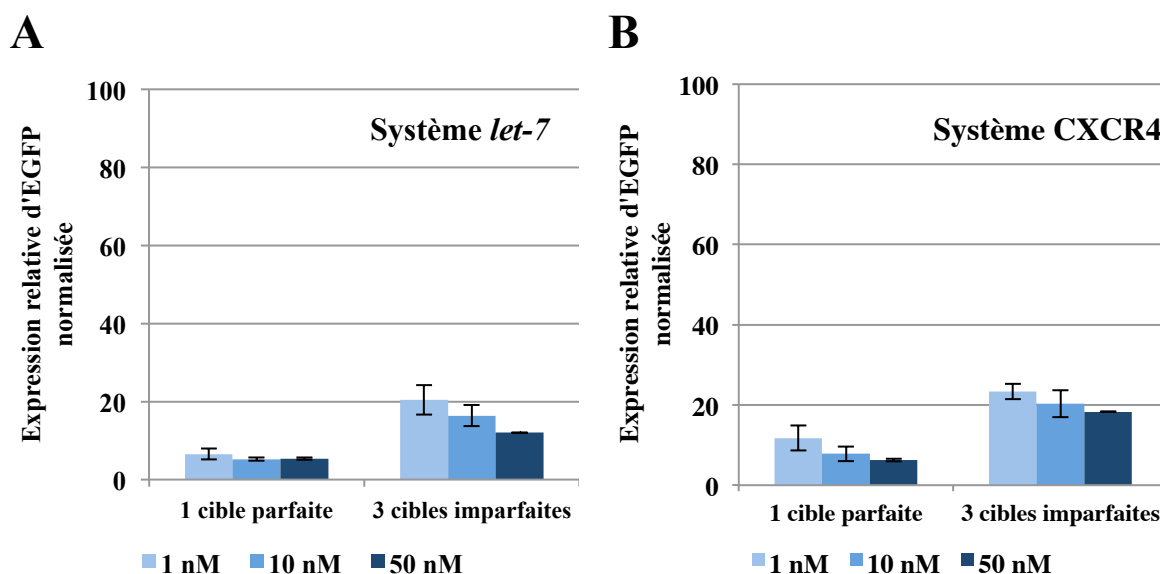 A
Expression relative d'EGFP
normalisée
100
80
60
40
20
0
Système let-7
1 cible parfaite
3 cibles imparfaites
1 nM
10 nM
50 nM
B
Expression relative d'EGFP
normalisée
100
80
60
40
20
0
Système CXCR4
1 cible parfaite
3 cibles imparfaites
1 nM
10 nM
50 nM